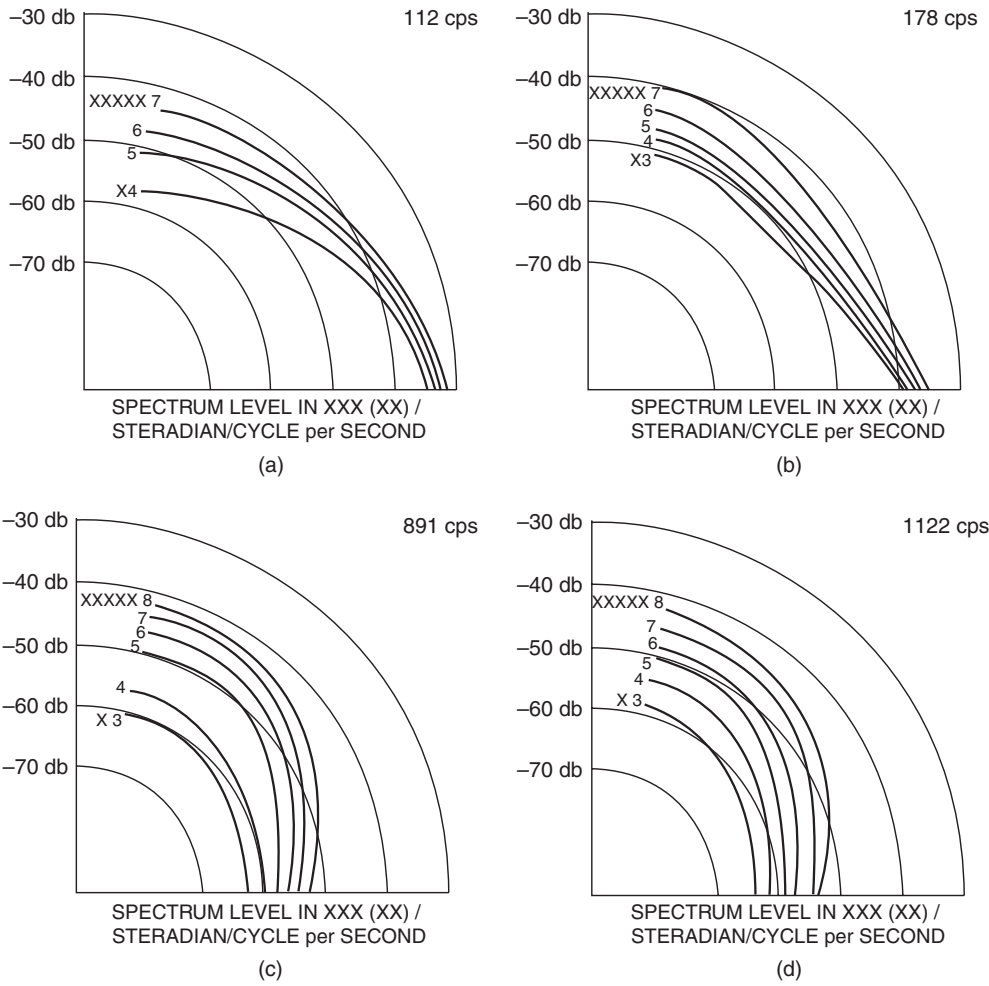 –30 db
112 cps
–40 db
XXXXX 7
6
–50 db
5
X4
–60 db
–70 db
SPECTRUM LEVEL IN XXX (XX) /
STERADIAN/CYCLE per SECOND
(a)
–30 db
178 cps
–40 db
XXXXX 7
6
5
–50 db
4
X3
–60 db
–70 db
SPECTRUM LEVEL IN XXX (XX) /
STERADIAN/CYCLE per SECOND
(b)
–30 db
891 cps
–40 db
XXXXX 8
7
6
–50 db
5
4
–60 db
X 3
–70 db
SPECTRUM LEVEL IN XXX (XX) /
STERADIAN/CYCLE per SECOND
(c)
–30 db
1122 cps
–40 db
XXXXX 8
7
–50 db
6
5
4
X 3
–60 db
–70 db
SPECTRUM LEVEL IN XXX (XX) /
STERADIAN/CYCLE per SECOND
(d)